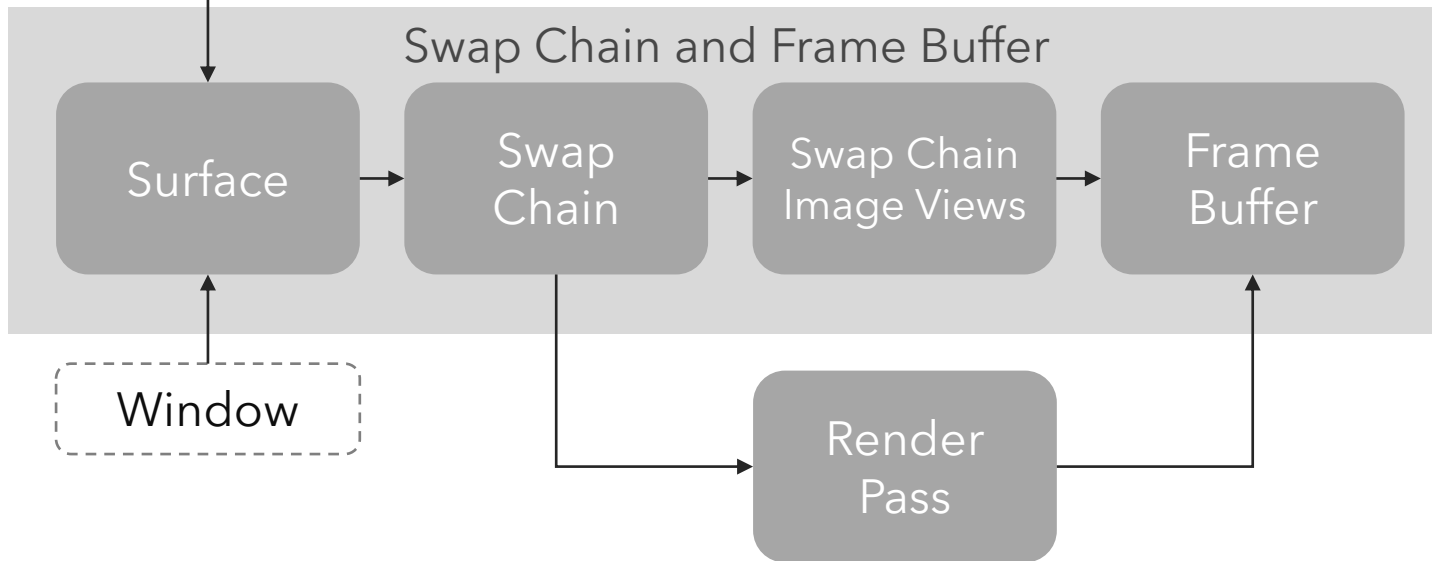 Swap Chain and Frame Buffer
Surface
Swap
Chain
Swap Chain
Image Views
Frame
Buffer
Window
Render
Pass